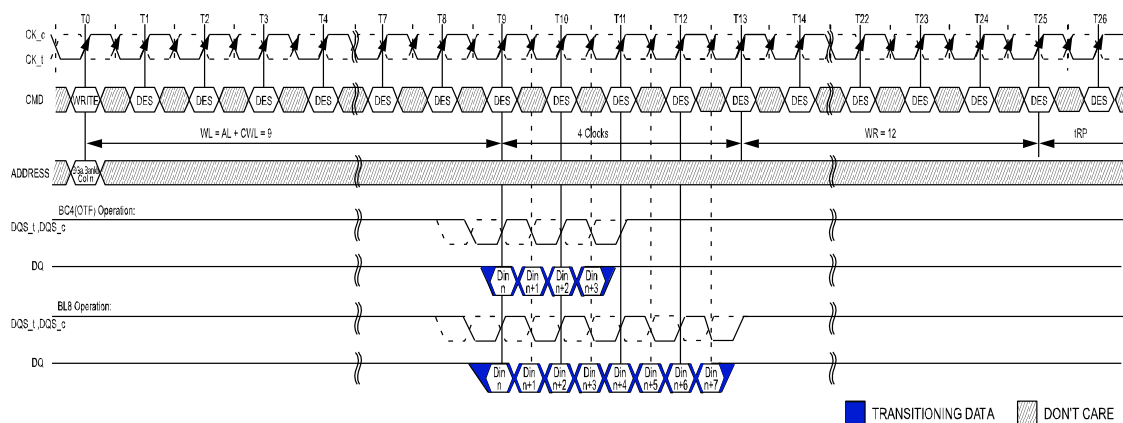 T0 T1 T2 T3 T4 T7 T8 T9 T10 T11 T12 T13 T14 T22 T23 T24 T25 T26
CK_c
CK_t
CMD WRITE DES DES DES DES DES DES DES DES DES DES DES DES DES DES DES DES DES
WL = AL + CWL = 9 4 Clocks WR = 12 tRP
ADDRESS BGa,Bankb
Col n
BC4(OTF) Operation:
DQS_t ,DQS_c
DQ Din Din Din Din
n n+1 n+2 n+3
BL8 Operation:
DQS_t ,DQS_c
DQ Din Din Din Din Din Din Din Din
n n+1 n+2 n+3 n+4 n+5 n+6 n+7
TRANSITIONING DATA DON'T CARE